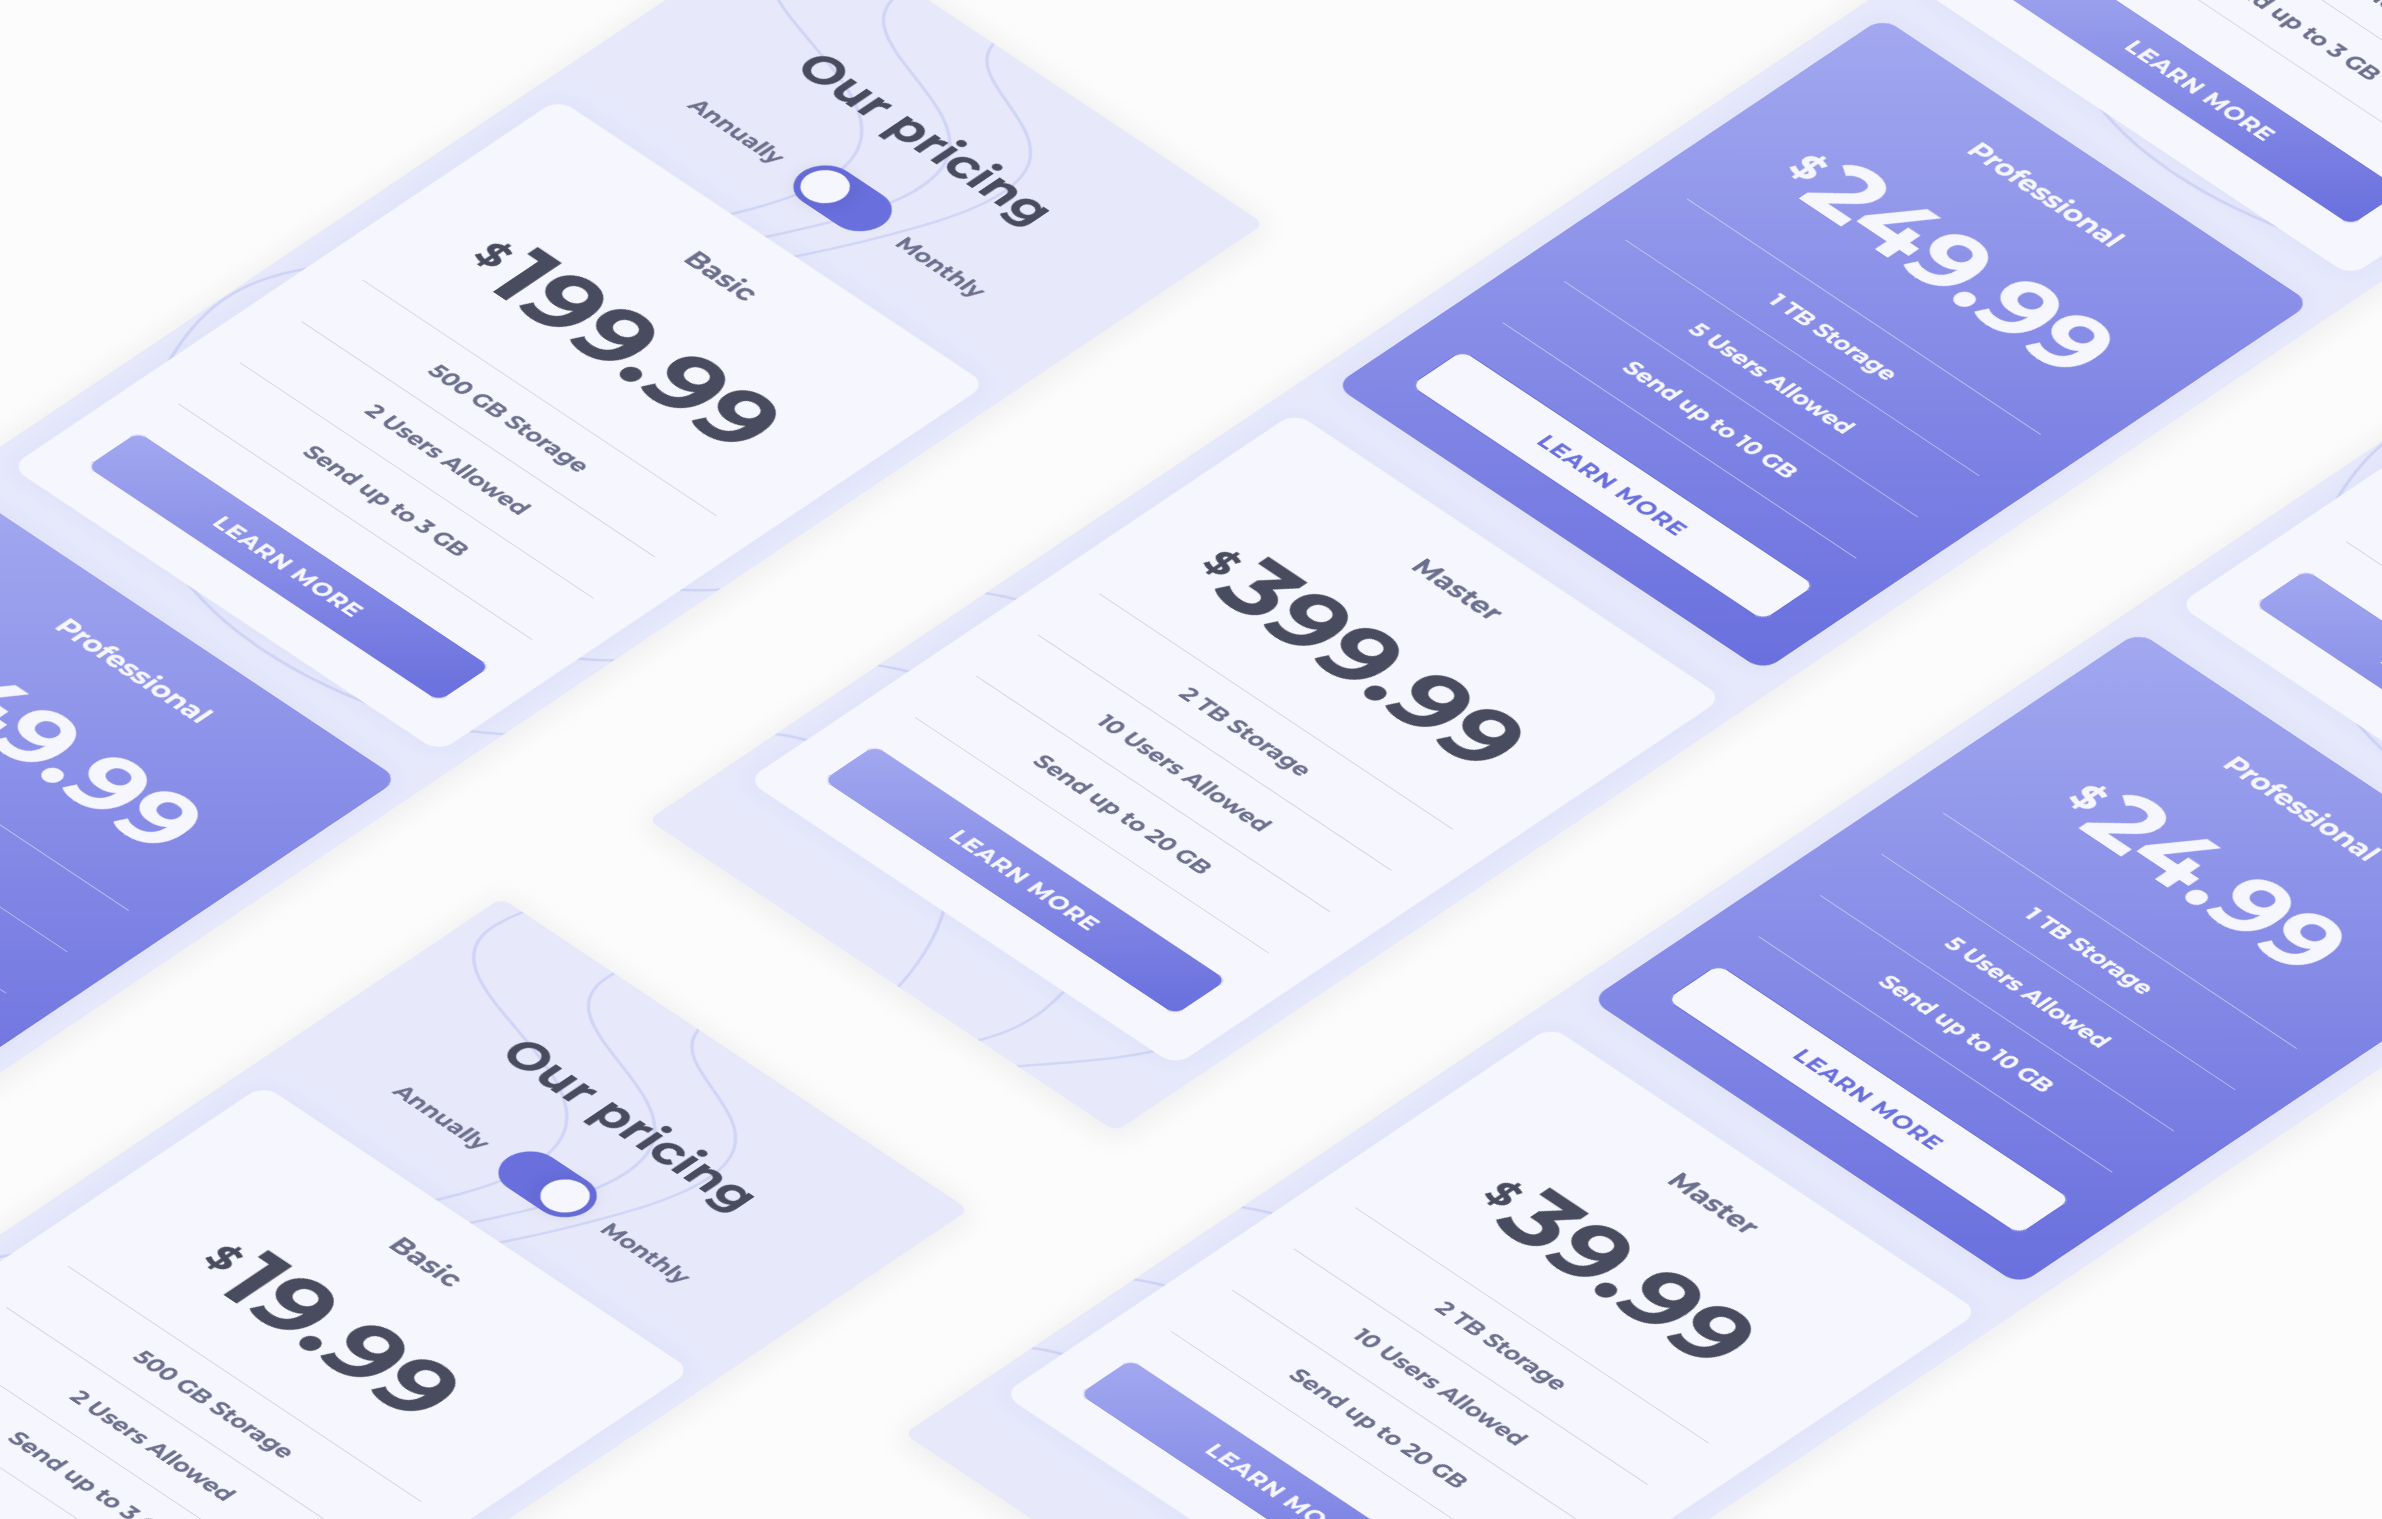 Our pricing
Annually
Monthly
Basic
$199.99
500 GB Storage
2 Users Allowed
Send up to 3 GB
LEARN MORE
Professional
9.99
up to 3 GB
LEARN MORE
Professional
$249.99
1 TB Storage
5 Users Allowed
Send up to 10 GB
LEARN MORE
Master
$399.99
2 TB Storage
10 Users Allowed
Send up to 20 GB
LEARN MORE
Our pricing
Annually
Monthly
Basic
$19.99
500 GB Storage
2 Users Allowed
Send up to 3
Professional
$24.99
1 TB Storage
5 Users Allowed
Send up to 10 GB
LEARN MORE
Master
$39.99
2 TB Storage
10 Users Allowed
Send up to 20 GB
LEARN MO